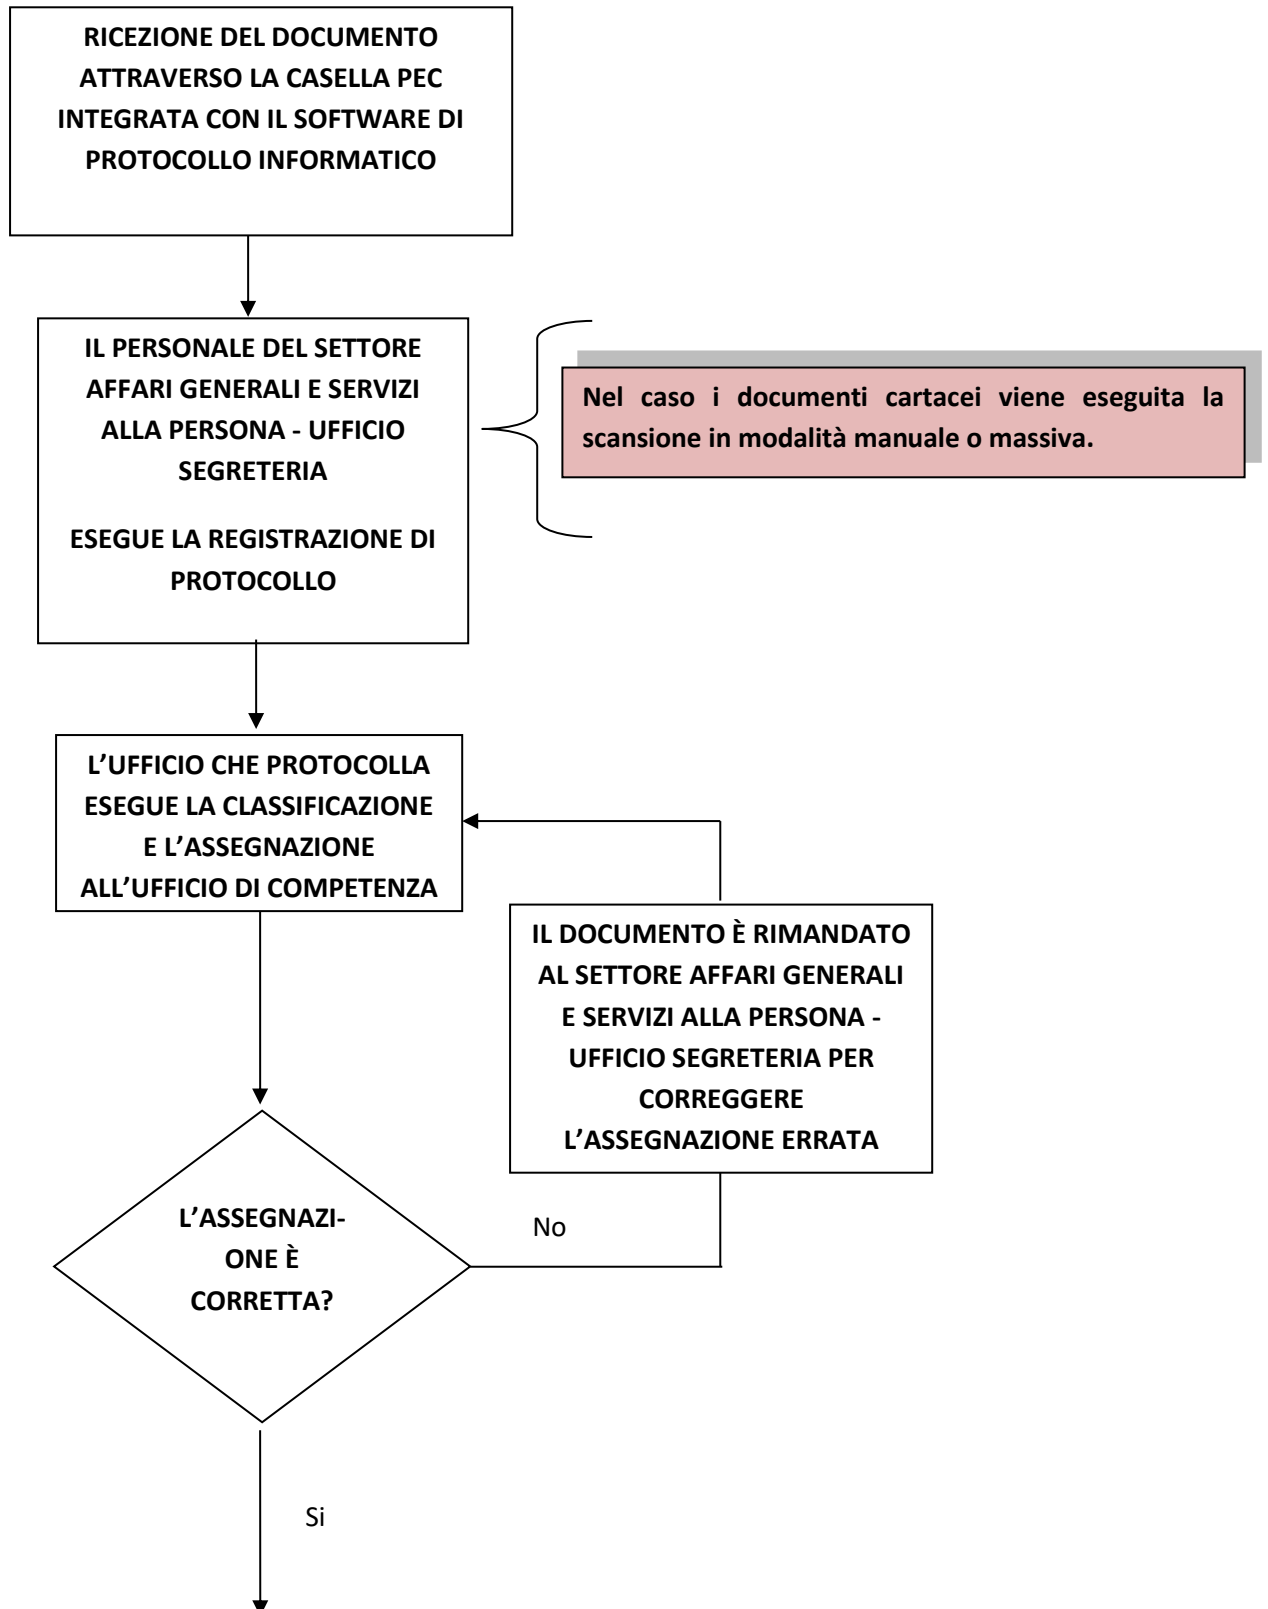 RICEZIONE DEL DOCUMENTO
ATTRAVERSO LA CASELLA PEC
INTEGRATA CON IL SOFTWARE DI
PROTOCOLLO INFORMATICO
IL PERSONALE DEL SETTORE
AFFARI GENERALI E SERVIZI
ALLA PERSONA - UFFICIO
SEGRETERIA
ESEGUE LA REGISTRAZIONE DI
PROTOCOLLO
Nel caso i documenti cartacei viene eseguita la
scansione in modalità manuale o massiva.
L’UFFICIO CHE PROTOCOLLA
ESEGUE LA CLASSIFICAZIONE
E L’ASSEGNAZIONE
ALL’UFFICIO DI COMPETENZA
IL DOCUMENTO È RIMANDATO
AL SETTORE AFFARI GENERALI
E SERVIZI ALLA PERSONA -
UFFICIO SEGRETERIA PER
CORREGGERE
L’ASSEGNAZIONE ERRATA
L’ASSEGNAZI-
ONE È
CORRETTA?
No
Si